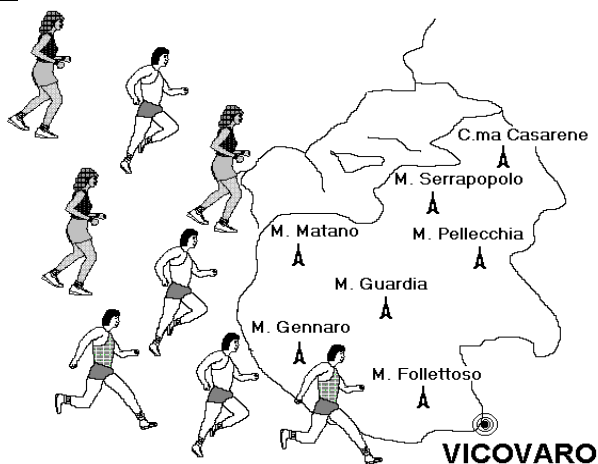 C.ma Casarene
M. Serrapopolo
M. Matano
M. Pellecchia
M. Guardia
M. Gennaro
M. Follettoso
VICOVARO